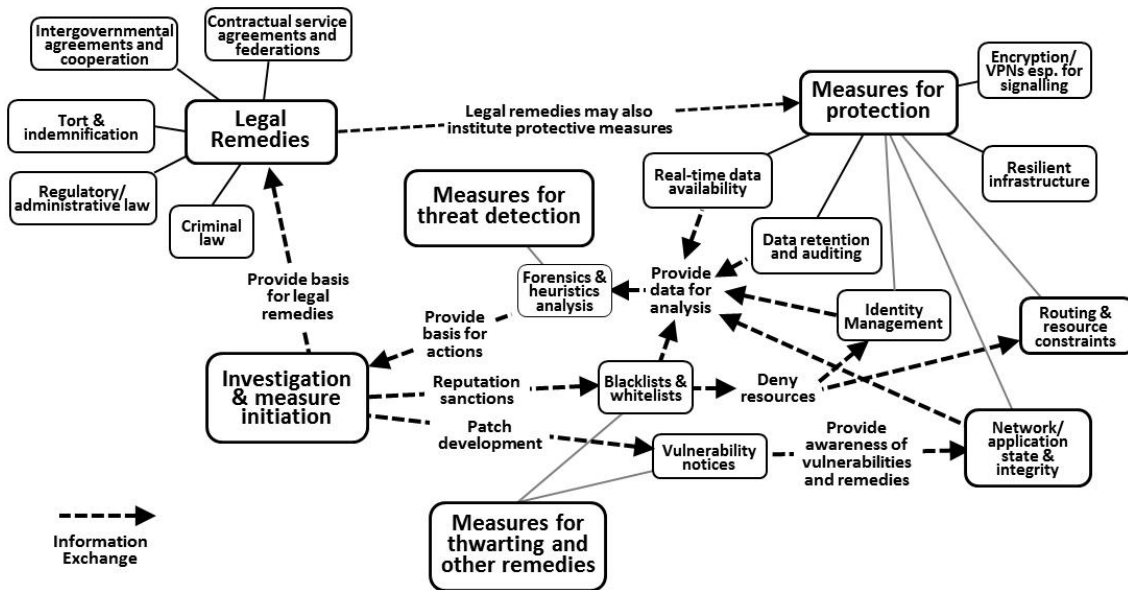 Intergovernmental
agreements and
cooperation
Contractual service
agreements and
federations
Tort &
indemnification
Legal
Remedies
Regulatory/
administrative law
Criminal
law
Legal remedies may also
institute protective measures
Measures for
protection
Encryption/
VPNs esp. for
signalling
Resilient
infrastructure
Real-time data
availability
Data retention
and auditing
Measures for
threat detection
Forensics &
heuristics
analysis
Provide
data for
analysis
Identity
Management
Routing &
resource
constraints
Provide basis
for legal
remedies
Provide
basis for
actions
Investigation
& measure
initiation
Reputation
sanctions
Blacklists &
whitelists
Deny
resources
Patch
development
Vulnerability
notices
Provide
awareness of
vulnerabilities
and remedies
Network/
application
state &
integrity
Measures for
thwarting and
other remedies
Information
Exchange